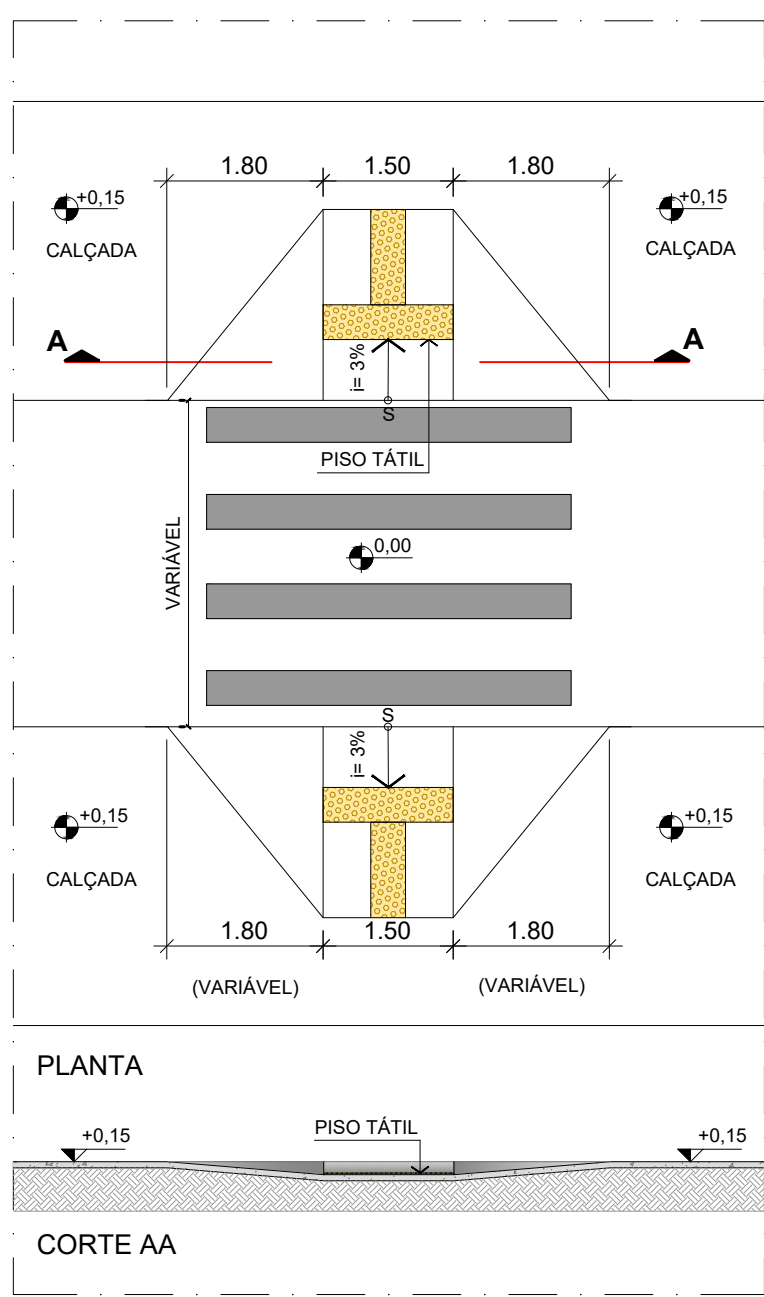 1.80 1.50 1.80
+0,15 +0,15
CALÇADA CALÇADA
A A
i= 3%
S
PISO TÁTIL
VARIÁVEL
0,00
S
i= 3%
+0,15 +0,15
CALÇADA CALÇADA
1.80 1.50 1.80
(VARIÁVEL) (VARIÁVEL)
PLANTA
PISO TÁTIL
+0,15 +0,15
CORTE AA